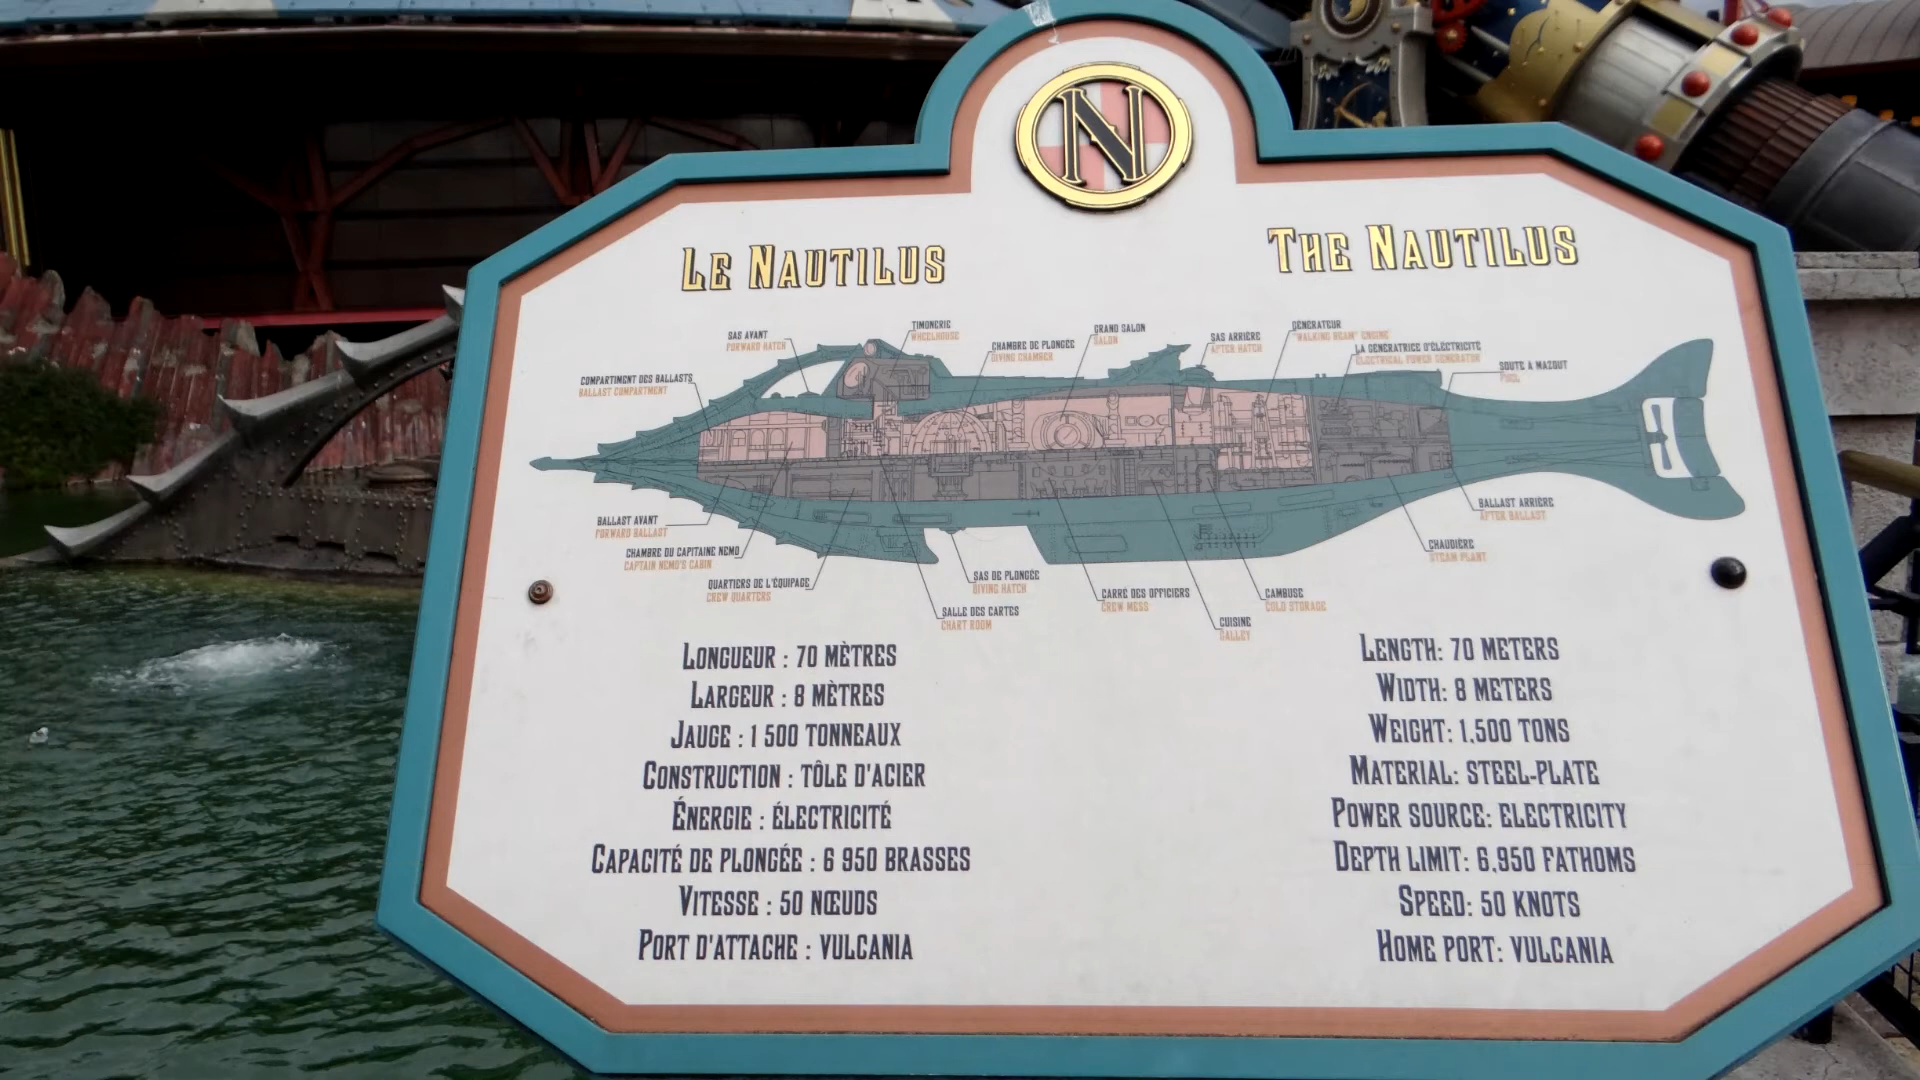 N
LE NAUTILUS
THE NAUTILUS
SAS AVANT
FORWARD HATCH
TIMONERIE
WHEELHOUSE
CHAMBRE DE PLONGÉE
DIVING CHAMBER
GRAND SALON
SALON
SAS ARRIÈRE
AFTER HATCH
GÉNÉRATEUR
"WALKING BEAM" ENGINE
LA GÉNÉRATRICE D'ÉLECTRICITÉ
ELECTRICAL POWER GENERATOR
SOUTE À MAZOUT
FUEL
COMPARTIMENT DES BALLASTS
BALLAST COMPARTMENT
BALLAST AVANT
FORWARD BALLAST
CHAMBRE DU CAPITAINE NEMO
CAPTAIN NEMO'S CABIN
QUARTIERS DE L'ÉQUIPAGE
CREW QUARTERS
SAS DE PLONGÉE
DIVING HATCH
SALLE DES CARTES
CHART ROOM
CARRÉ DES OFFICIERS
CREW MESS
CUISINE
GALLEY
CAMBUSE
COLD STORAGE
CHAUDIÈRE
STEAM PLANT
BALLAST ARRIÈRE
AFTER BALLAST
LONGUEUR : 70 MÈTRES
LARGEUR : 8 MÈTRES
JAUGE : 1 500 TONNEAUX
CONSTRUCTION : TÔLE D'ACIER
ÉNERGIE : ÉLECTRICITÉ
CAPACITÉ DE PLONGÉE : 6 950 BRASSES
VITESSE : 50 NŒUDS
PORT D'ATTACHE : VULCANIA
LENGTH: 70 METERS
WIDTH: 8 METERS
WEIGHT: 1,500 TONS
MATERIAL: STEEL-PLATE
POWER SOURCE: ELECTRICITY
DEPTH LIMIT: 6,950 FATHOMS
SPEED: 50 KNOTS
HOME PORT: VULCANIA